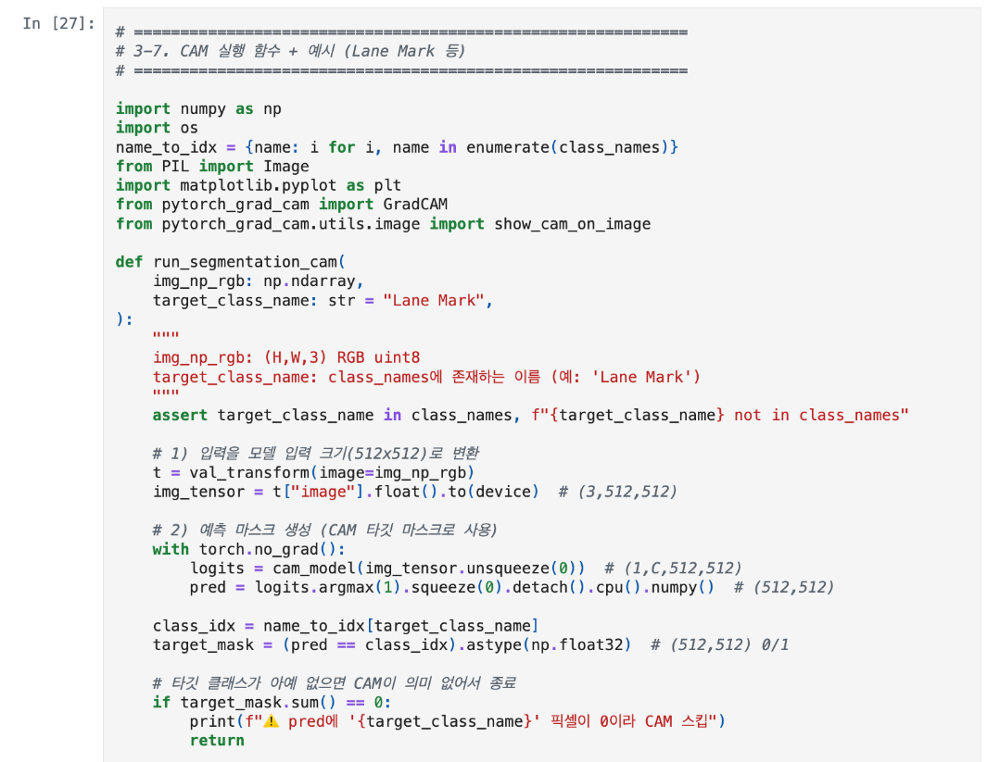 In [27]:
# ============================================================
# 3-7. CAM 실행 함수 + 예시 (Lane Mark 등)
# ============================================================
import numpy as np
import os
name_to_idx = {name: i for i, name in enumerate(class_names)}
from PIL import Image
import matplotlib.pyplot as plt
from pytorch_grad_cam import GradCAM
from pytorch_grad_cam.utils.image import show_cam_on_image
def run_segmentation_cam(
    img_np_rgb: np.ndarray,
    target_class_name: str = "Lane Mark",
):
    """
    img_np_rgb: (H,W,3) RGB uint8
    target_class_name: class_names에 존재하는 이름 (예: 'Lane Mark')
    """
    assert target_class_name in class_names, f"{target_class_name} not in class_names"
    # 1) 입력을 모델 입력 크기(512x512)로 변환
    t = val_transform(image=img_np_rgb)
    img_tensor = t["image"].float().to(device)  # (3,512,512)
    # 2) 예측 마스크 생성 (CAM 타깃 마스크로 사용)
    with torch.no_grad():
        logits = cam_model(img_tensor.unsqueeze(0))  # (1,C,512,512)
        pred = logits.argmax(1).squeeze(0).detach().cpu().numpy()  # (512,512)
    class_idx = name_to_idx[target_class_name]
    target_mask = (pred == class_idx).astype(np.float32)  # (512,512) 0/1
    # 타깃 클래스가 아예 없으면 CAM이 의미 없어서 종료
    if target_mask.sum() == 0:
        print(f"⚠️ pred에 '{target_class_name}' 픽셀이 0이라 CAM 스킵")
        return